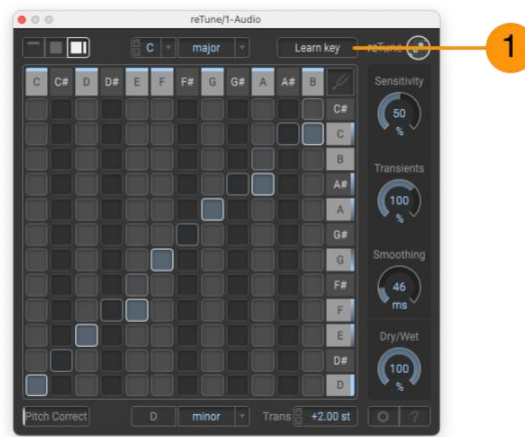 reTune/1-Audio
C major Learn key reTune 1
C C# D D# E F F# G G# A A# B
Sensitivity
C#
50
%
C
B
Transients
A#
100
%
A
G#
Smoothing
G
46
ms
F#
F
Dry/Wet
E
100
%
D#
D
Pitch Correct D minor Trans +2.00 st ?